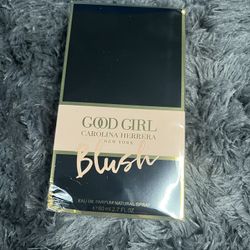 GOOD GIRL
CAROLINA HERRERA
NEW YORK
Blush
EAU DE PARFUM NATURAL SPRAY
℮ 80 ml 2.7 FL. OZ.